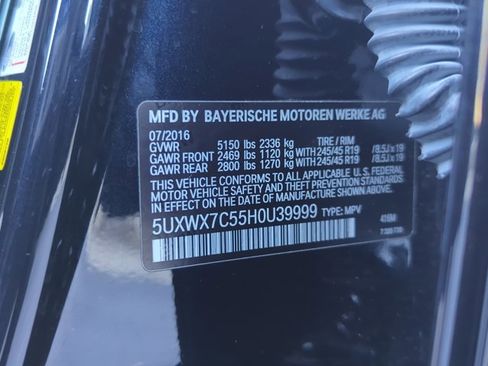 MFD BY BAYERISCHE MOTOREN WERKE AG
07/2016
GVWR 5150 lbs 2336 kg TIRE / RIM
GAWR FRONT 2469 lbs 1120 kg WITH 245/45 R19 / 8.5J x 19
GAWR REAR 2800 lbs 1270 kg WITH 245/45 R19 / 8.5J x 19
THIS VEHICLE CONFORMS TO ALL APPLICABLE U.S. FEDERAL
MOTOR VEHICLE SAFETY AND THEFT PREVENTION STANDARDS
IN EFFECT ON THE DATE OF MANUFACTURE SHOWN ABOVE.
5UXWX7C55H0U39999 TYPE: MPV